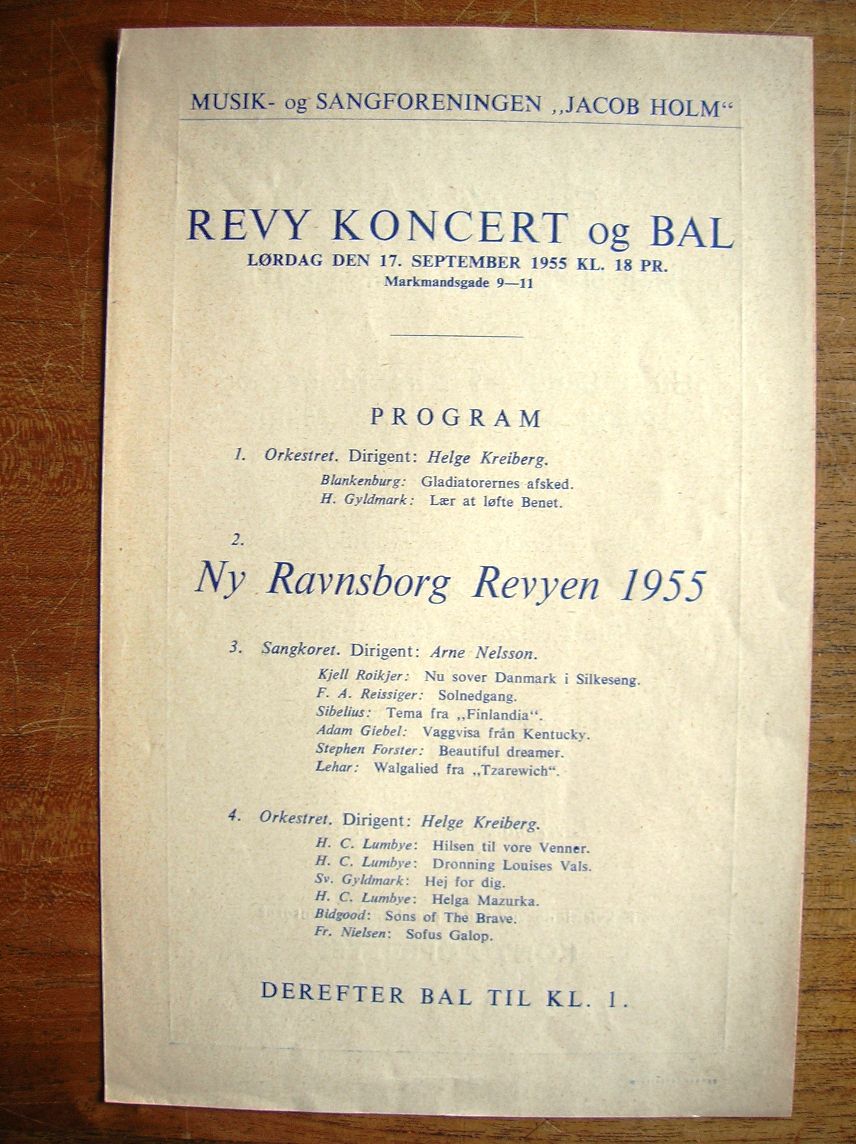 MUSIK- og SANGFORENINGEN „JACOB HOLM“
REVY KONCERT og BAL
LØRDAG DEN 17. SEPTEMBER 1955 KL. 18 PR.
Markmandsgade 9—11
PROGRAM
1. Orkestret. Dirigent: Helge Kreiberg.
Blankenburg: Gladiatorernes afsked.
H. Gyldmark: Lær at løfte Benet.
2.
Ny Ravnsborg Revyen 1955
3. Sangkoret. Dirigent: Arne Nelsson.
Kjell Roikjer: Nu sover Danmark i Silkeseng.
F. A. Reissiger: Solnedgang.
Sibelius: Tema fra „Finlandia“.
Adam Giebel: Vaggvisa från Kentucky.
Stephen Forster: Beautiful dreamer.
Lehar: Walgalied fra „Tzarewich“.
4. Orkestret. Dirigent: Helge Kreiberg.
H. C. Lumbye: Hilsen til vore Venner.
H. C. Lumbye: Dronning Louises Vals.
Sv. Gyldmark: Hej for dig.
H. C. Lumbye: Helga Mazurka.
Bidgood: Sons of The Brave.
Fr. Nielsen: Sofus Galop.
DEREFTER BAL TIL KL. 1.